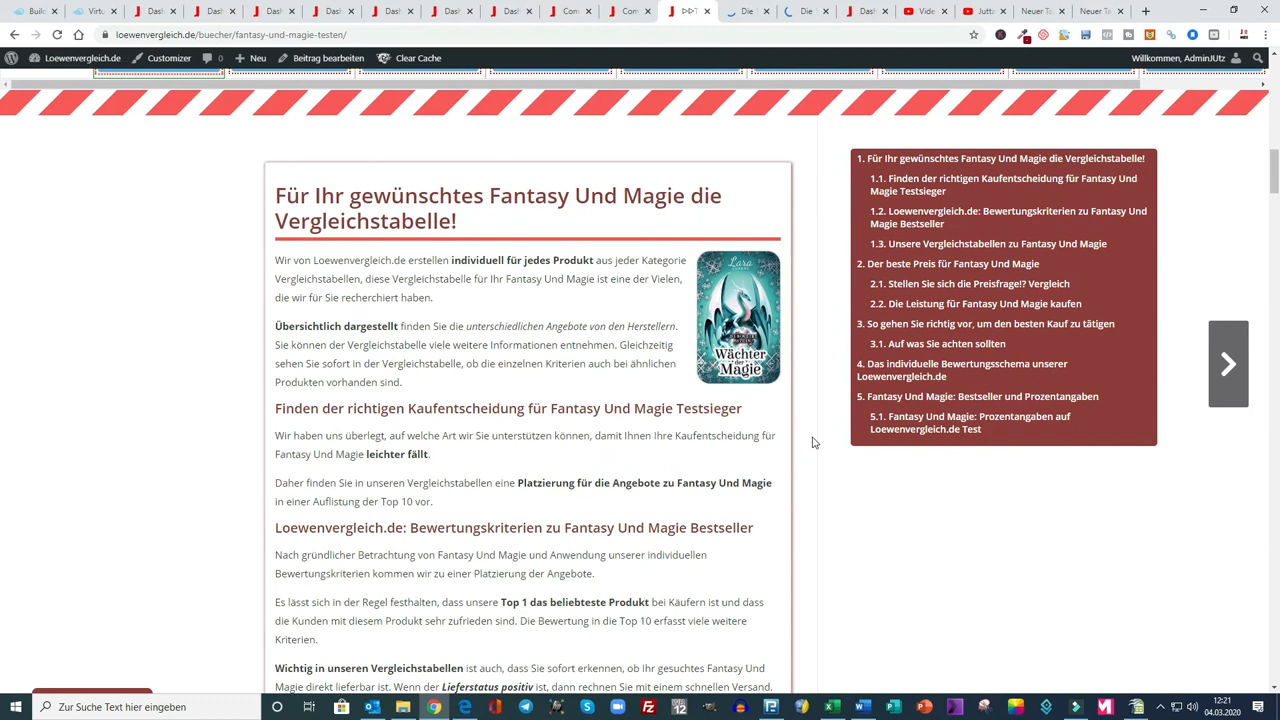 Build
Virtu
Dash
Dash
Dash
Dash
Com
Com
▷▷T
Die
Die
Dash
Vide
Jutta
Neuer Ta
Neuer Ta
loewenvergleich.de/buecher/fantasy-und-magie-testen/
Loewenvergleich.de Customizer 0 Neu Beitrag bearbeiten Clear Cache Willkommen, AdminJUtz
Für Ihr gewünschtes Fantasy Und Magie die
Vergleichstabelle!
Wir von Loewenvergleich.de erstellen individuell für jedes Produkt aus jeder Kategorie
Vergleichstabellen, diese Vergleichstabelle für Ihr Fantasy Und Magie ist eine der Vielen,
die wir für Sie recherchiert haben.
Übersichtlich dargestellt finden Sie die unterschiedlichen Angebote von den Herstellern.
Sie können der Vergleichstabelle viele weitere Informationen entnehmen. Gleichzeitig
sehen Sie sofort in der Vergleichstabelle, ob die einzelnen Kriterien auch bei ähnlichen
Produkten vorhanden sind.
Lara
Wächter
der
Magie
Finden der richtigen Kaufentscheidung für Fantasy Und Magie Testsieger
Wir haben uns überlegt, auf welche Art wir Sie unterstützen können, damit Ihnen Ihre Kaufentscheidung für
Fantasy Und Magie leichter fällt.
Daher finden Sie in unseren Vergleichstabellen eine Platzierung für die Angebote zu Fantasy Und Magie
in einer Auflistung der Top 10 vor.
Loewenvergleich.de: Bewertungskriterien zu Fantasy Und Magie Bestseller
Nach gründlicher Betrachtung von Fantasy Und Magie und Anwendung unserer individuellen
Bewertungskriterien kommen wir zu einer Platzierung der Angebote.
Es lässt sich in der Regel festhalten, dass unsere Top 1 das beliebteste Produkt bei Käufern ist und dass
die Kunden mit diesem Produkt sehr zufrieden sind. Die Bewertung in die Top 10 erfasst viele weitere
Kriterien.
Wichtig in unseren Vergleichstabellen ist auch, dass Sie sofort erkennen, ob Ihr gesuchtes Fantasy Und
Magie direkt lieferbar ist. Wenn der Lieferstatus positiv ist, dann rechnen Sie mit einem schnellen Versand.
1. Für Ihr gewünschtes Fantasy Und Magie die Vergleichstabelle!
1.1. Finden der richtigen Kaufentscheidung für Fantasy Und
Magie Testsieger
1.2. Loewenvergleich.de: Bewertungskriterien zu Fantasy Und
Magie Bestseller
1.3. Unsere Vergleichstabellen zu Fantasy Und Magie
2. Der beste Preis für Fantasy Und Magie
2.1. Stellen Sie sich die Preisfrage!? Vergleich
2.2. Die Leistung für Fantasy Und Magie kaufen
3. So gehen Sie richtig vor, um den besten Kauf zu tätigen
3.1. Auf was Sie achten sollten
4. Das individuelle Bewertungsschema unserer
Loewenvergleich.de
5. Fantasy Und Magie: Bestseller und Prozentangaben
5.1. Fantasy Und Magie: Prozentangaben auf
Loewenvergleich.de Test
Zur Suche Text hier eingeben
12:21
04.03.2020